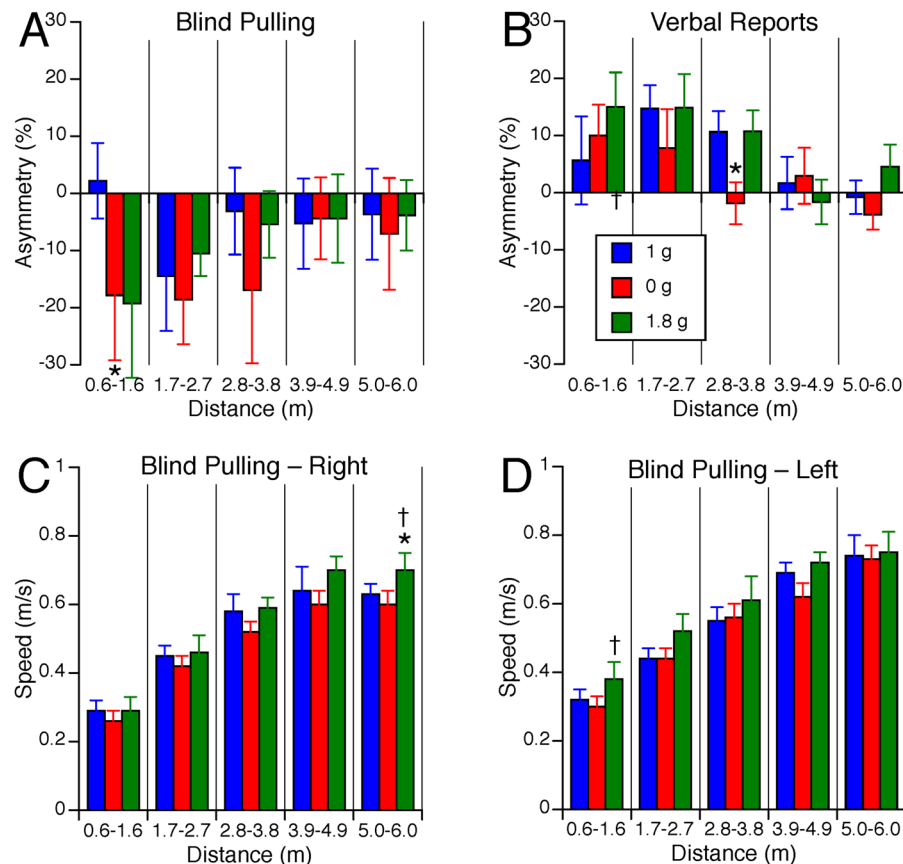 A
Blind Pulling
30
20
10
0
-10
-20
-30
Asymmetry (%)
*
0.6-1.6 1.7-2.7 2.8-3.8 3.9-4.9 5.0-6.0
Distance (m)
B
Verbal Reports
30
20
10
0
-10
-20
-30
Asymmetry (%)
*
†
1 g
0 g
1.8 g
0.6-1.6 1.7-2.7 2.8-3.8 3.9-4.9 5.0-6.0
Distance (m)
C
Blind Pulling – Right
1
0.8
0.6
0.4
0.2
0
Speed (m/s)
†
*
0.6-1.6 1.7-2.7 2.8-3.8 3.9-4.9 5.0-6.0
Distance (m)
D
Blind Pulling – Left
1
0.8
0.6
0.4
0.2
0
Speed (m/s)
†
0.6-1.6 1.7-2.7 2.8-3.8 3.9-4.9 5.0-6.0
Distance (m)